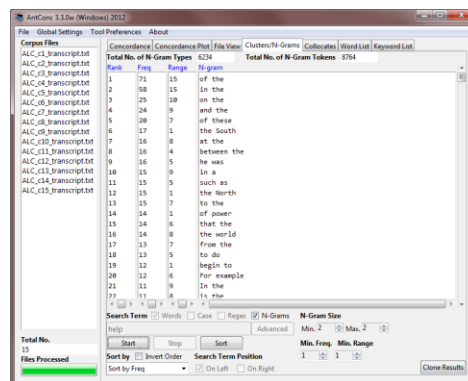 AntConc 3.3.0w (Windows) 2012
File Global Settings Tool Preferences About
Corpus Files
ALC_c1_transcript.txt
ALC_c2_transcript.txt
ALC_c3_transcript.txt
ALC_c4_transcript.txt
ALC_c5_transcript.txt
ALC_c6_transcript.txt
ALC_c7_transcript.txt
ALC_c8_transcript.txt
ALC_c9_transcript.txt
ALC_c10_transcript.txt
ALC_c11_transcript.txt
ALC_c12_transcript.txt
ALC_c13_transcript.txt
ALC_c14_transcript.txt
ALC_c15_transcript.txt
Total No.
15
Files Processed
Concordance Concordance Plot File View Clusters/N-Grams Collocates Word List Keyword List
Total No. of N-Gram Types 6234 Total No. of N-Gram Tokens 8764
Rank Freq Range N-gram
1 71 15 of the
2 58 15 in the
3 25 10 on the
4 24 9 and the
5 20 7 of these
6 17 1 the South
7 16 8 at the
8 16 4 between the
9 16 5 he was
10 15 9 in a
11 15 5 such as
12 15 1 the North
13 15 7 to the
14 14 1 of power
15 14 6 that the
16 14 8 the world
17 13 7 from the
18 13 5 to do
19 12 1 begin to
20 12 6 For example
21 11 9 In the
22 11 8 is the
Search Term Words Case Regex N-Grams N-Gram Size
help Advanced Min. 2 Max. 2
Start Stop Sort Min. Freq. Min. Range
Sort by Invert Order Search Term Position 1 1
Sort by Freq On Left On Right Clone Results